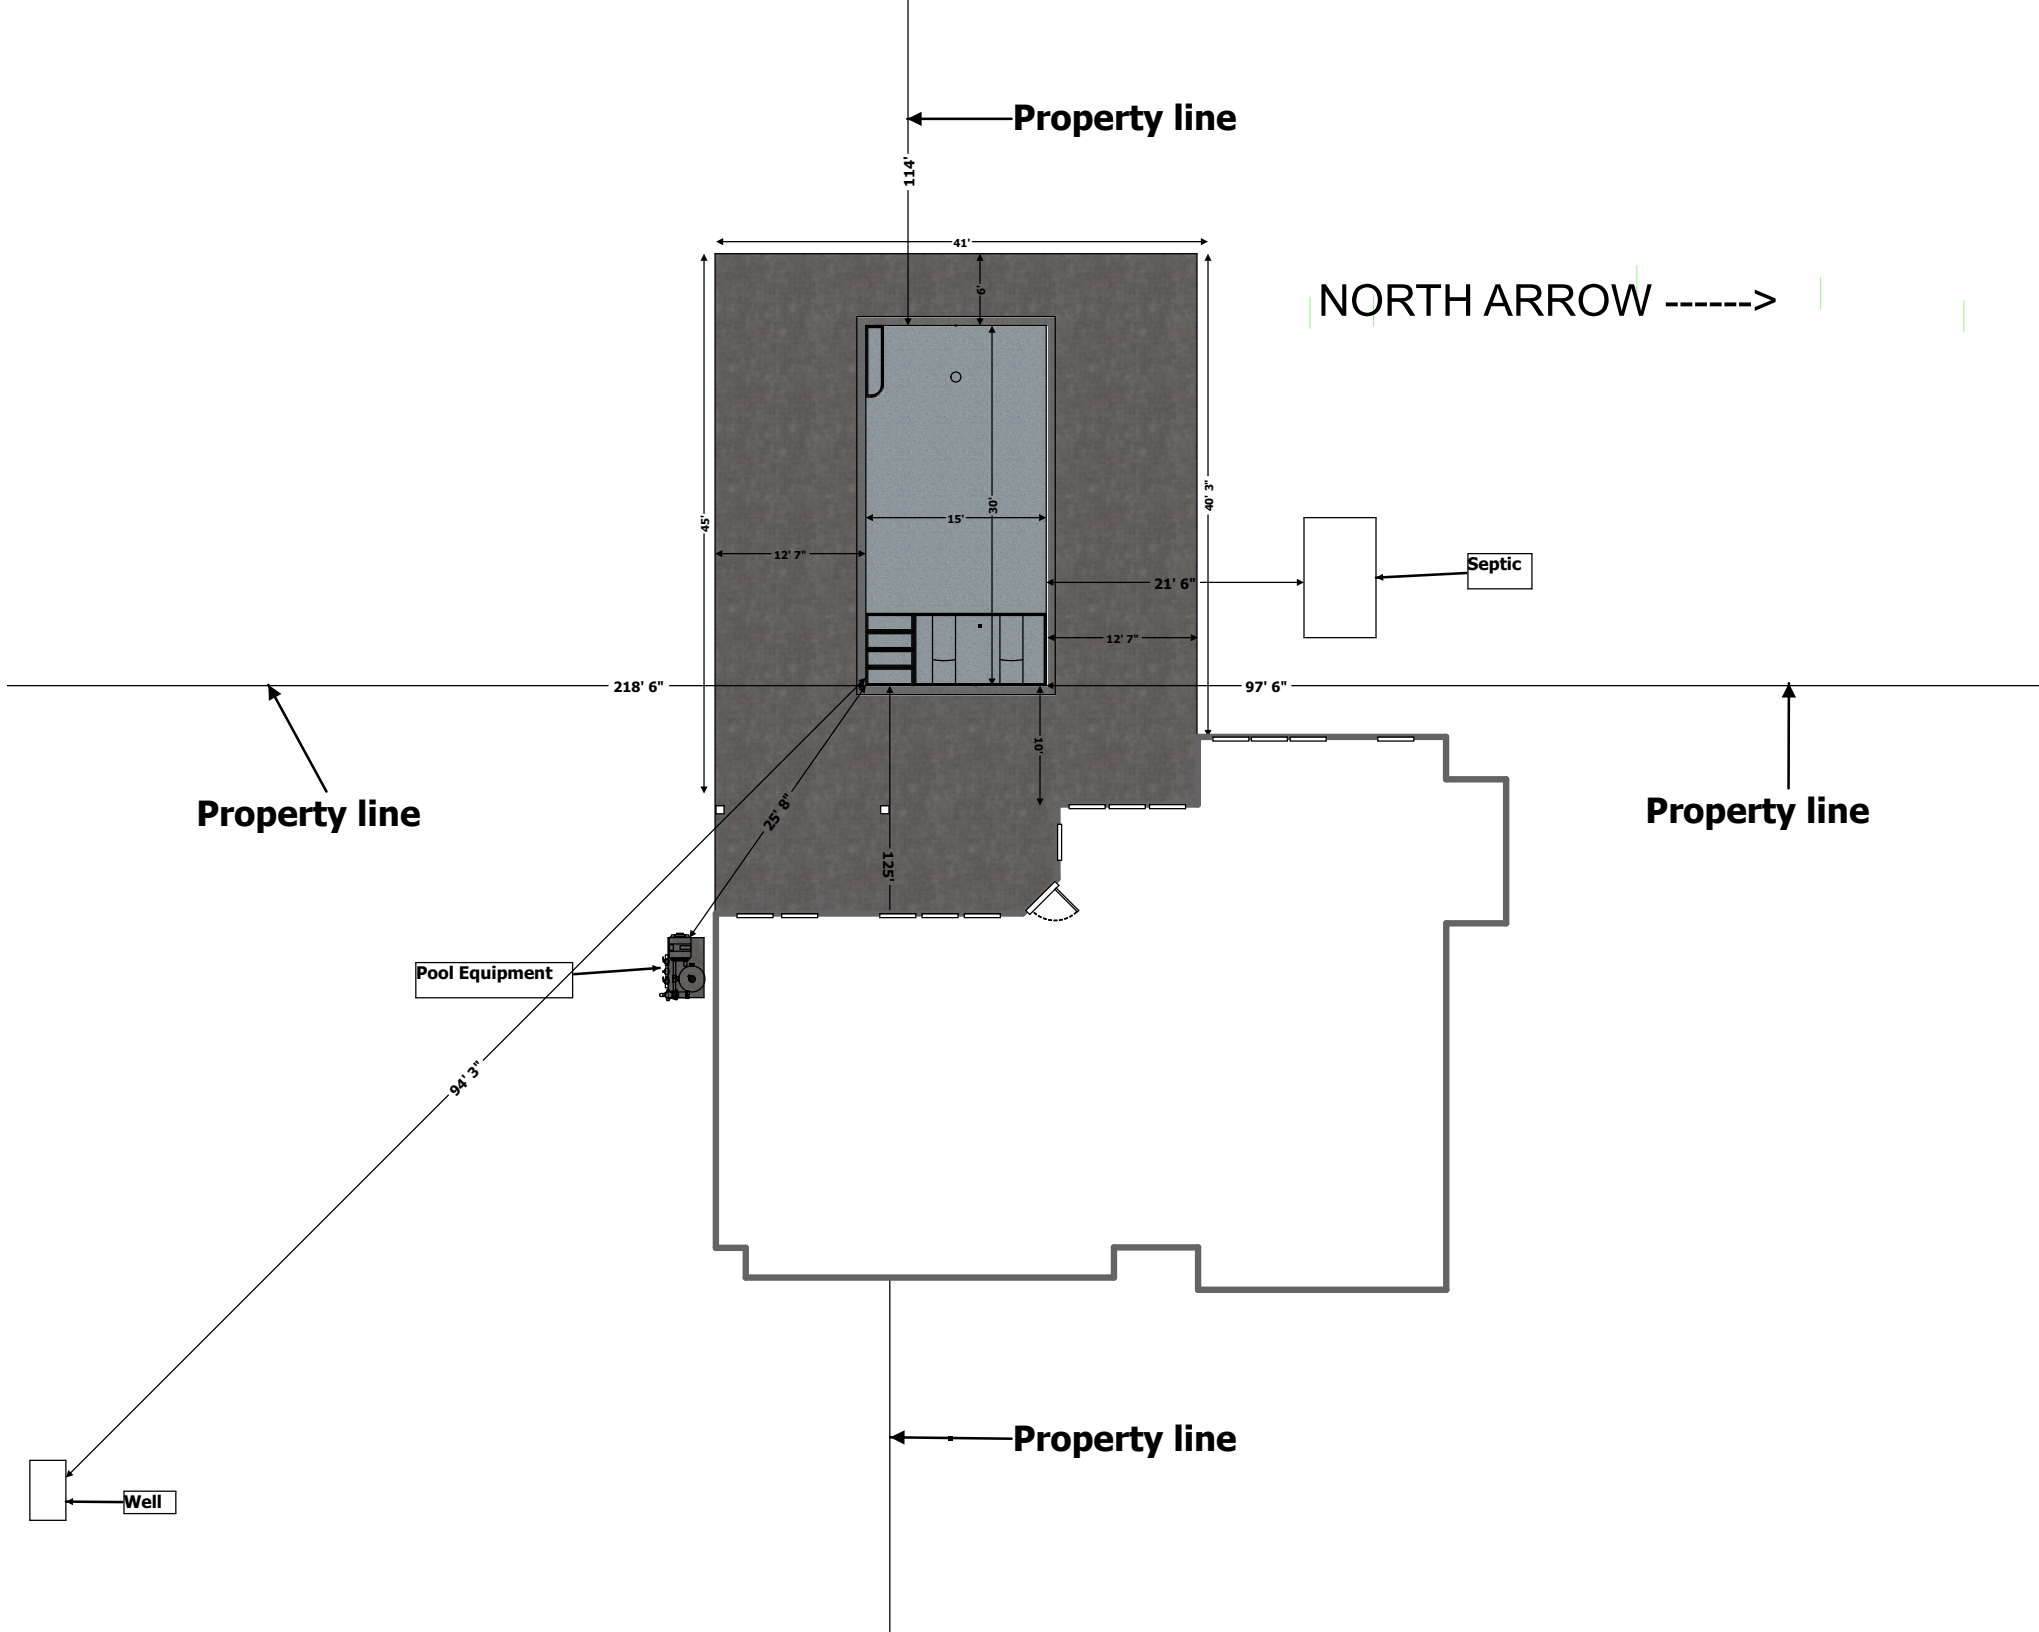 Property line
114'
41'
6'
NORTH ARROW ------>
45'
40' 3"
30'
15'
12' 7"
Septic
21' 6"
12' 7"
218' 6"
97' 6"
10'
Property line
25' 8"
Property line
125'
Pool Equipment
94' 3"
Property line
Well